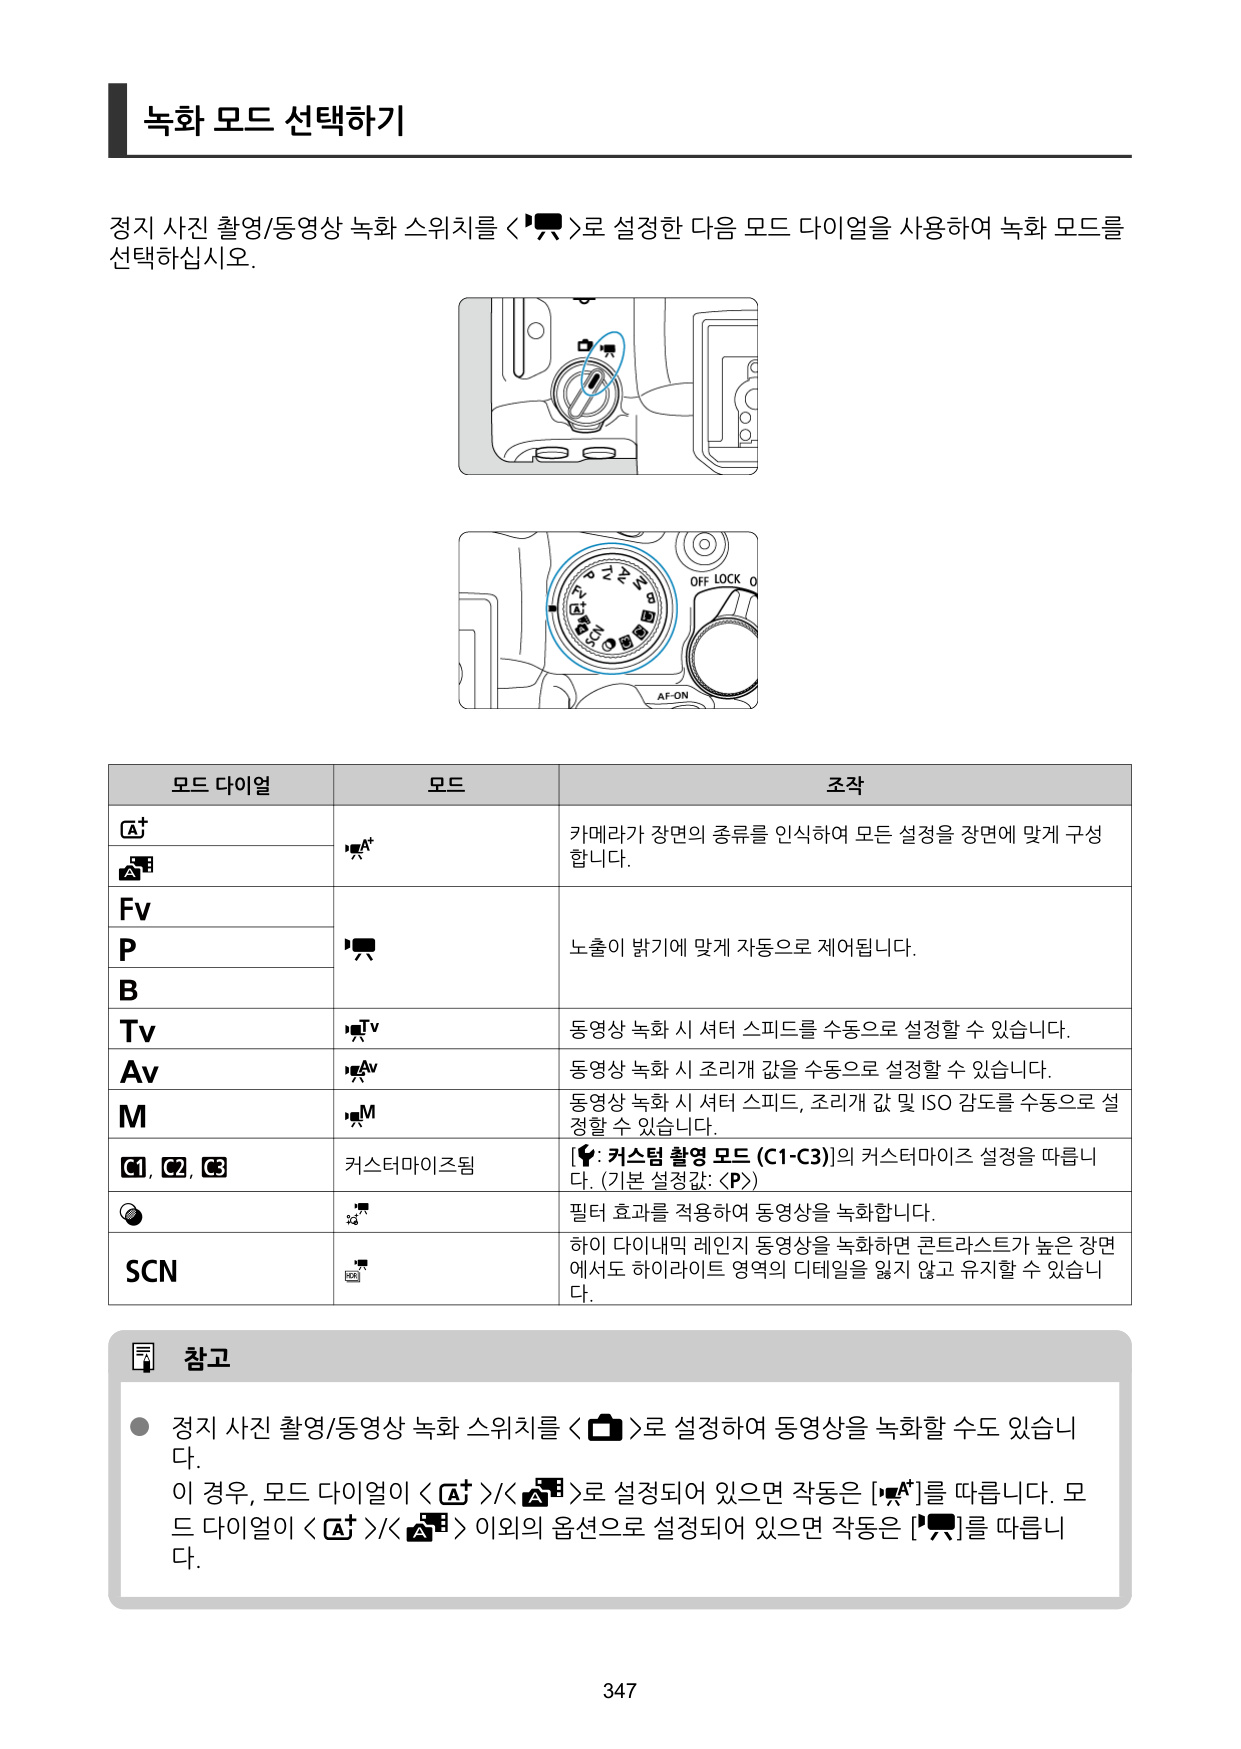 녹화 모드 선택하기
정지 사진 촬영/동영상 녹화 스위치를 < >로 설정한 다음 모드 다이얼을 사용하여 녹화 모드를
선택하십시오.
P TV AV M B
Fv
A+
SCN
OFF LOCK O
AF-ON
모드 다이얼 모드 조작
A+
A
A+
카메라가 장면의 종류를 인식하여 모든 설정을 장면에 맞게 구성
합니다.
Fv
P
B
노출이 밝기에 맞게 자동으로 제어됩니다.
Tv Tv 동영상 녹화 시 셔터 스피드를 수동으로 설정할 수 있습니다.
Av Av 동영상 녹화 시 조리개 값을 수동으로 설정할 수 있습니다.
M M 동영상 녹화 시 셔터 스피드, 조리개 값 및 ISO 감도를 수동으로 설
정할 수 있습니다.
C1, C2, C3 커스터마이즈됨 [ : 커스텀 촬영 모드 (C1-C3)]의 커스터마이즈 설정을 따릅니
다. (기본 설정값: <P>)
필터 효과를 적용하여 동영상을 녹화합니다.
SCN HDR 하이 다이내믹 레인지 동영상을 녹화하면 콘트라스트가 높은 장면
에서도 하이라이트 영역의 디테일을 잃지 않고 유지할 수 있습니
다.
참고
● 정지 사진 촬영/동영상 녹화 스위치를 < >로 설정하여 동영상을 녹화할 수도 있습니
다.
이 경우, 모드 다이얼이 < A+ >/< A >로 설정되어 있으면 작동은 [ A+]를 따릅니다. 모
드 다이얼이 < A+ >/< A > 이외의 옵션으로 설정되어 있으면 작동은 [ ]를 따릅니
다.
347